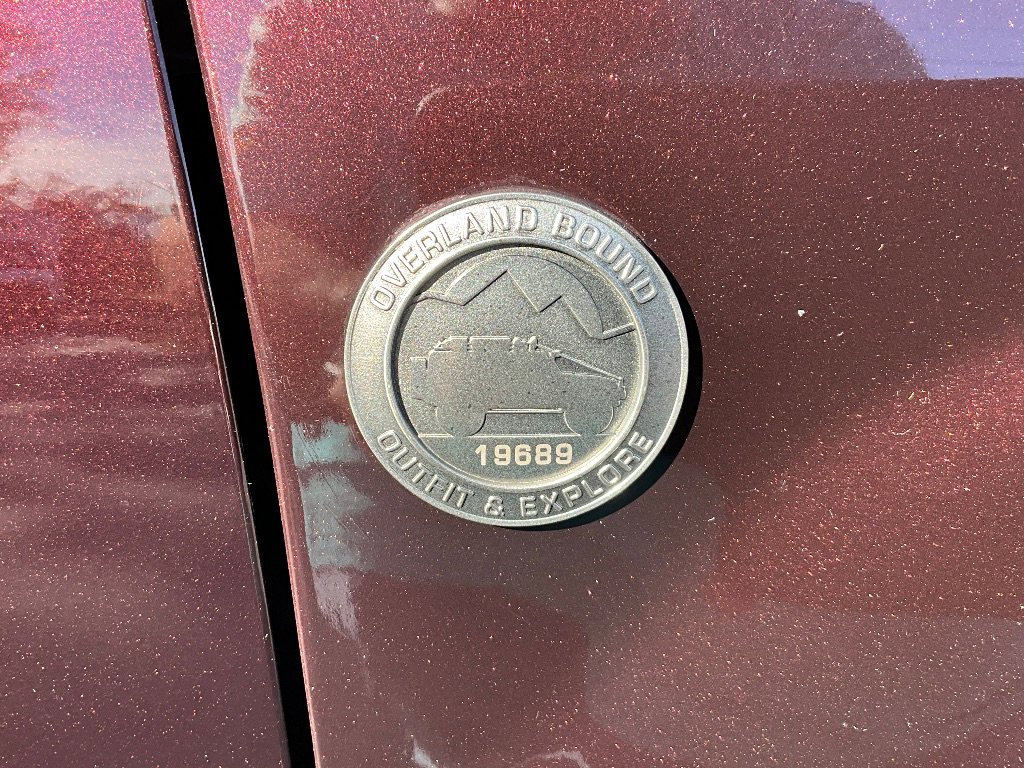 OVERLAND BOUND
19689
OUTFIT & EXPLORE